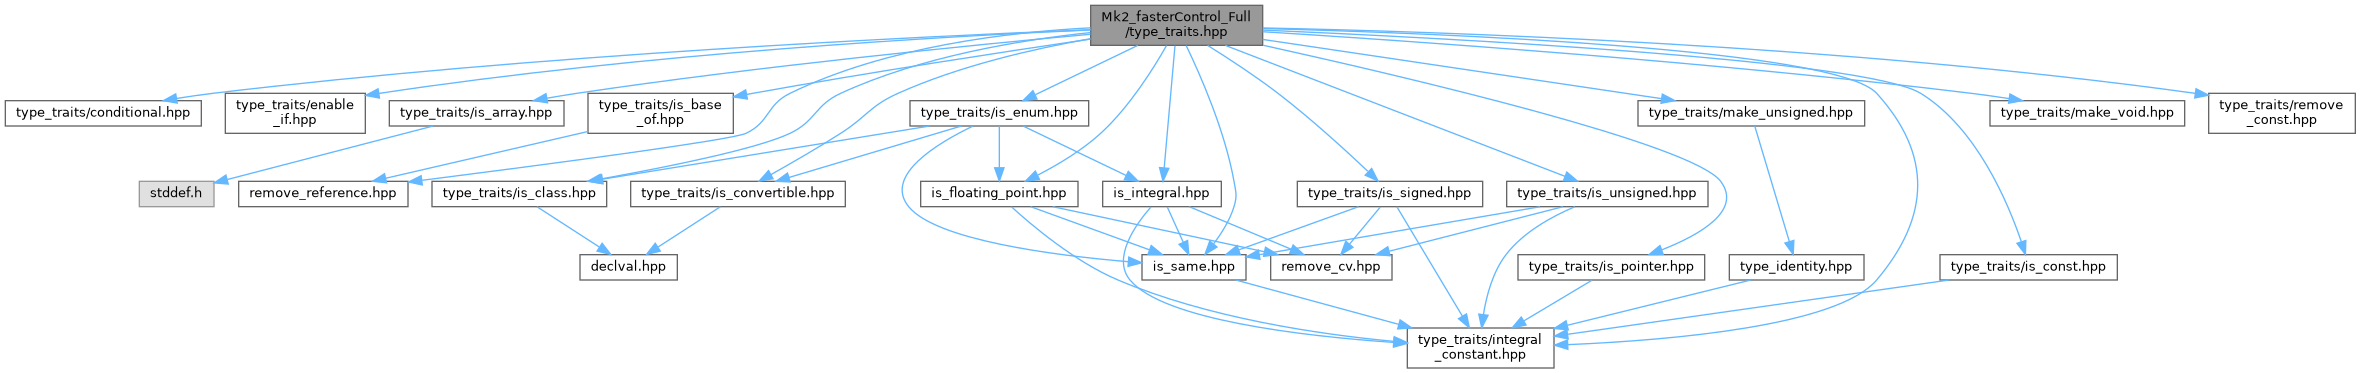 Mk2_fasterControl_Full
/type_traits.hpp
type_traits/conditional.hpp
type_traits/enable
_if.hpp
type_traits/is_array.hpp
type_traits/is_base
_of.hpp
type_traits/is_enum.hpp
type_traits/make_unsigned.hpp
type_traits/make_void.hpp
type_traits/remove
_const.hpp
stddef.h
remove_reference.hpp
type_traits/is_class.hpp
type_traits/is_convertible.hpp
is_floating_point.hpp
is_integral.hpp
type_traits/is_signed.hpp
type_traits/is_unsigned.hpp
declval.hpp
is_same.hpp
remove_cv.hpp
type_traits/is_pointer.hpp
type_identity.hpp
type_traits/is_const.hpp
type_traits/integral
_constant.hpp